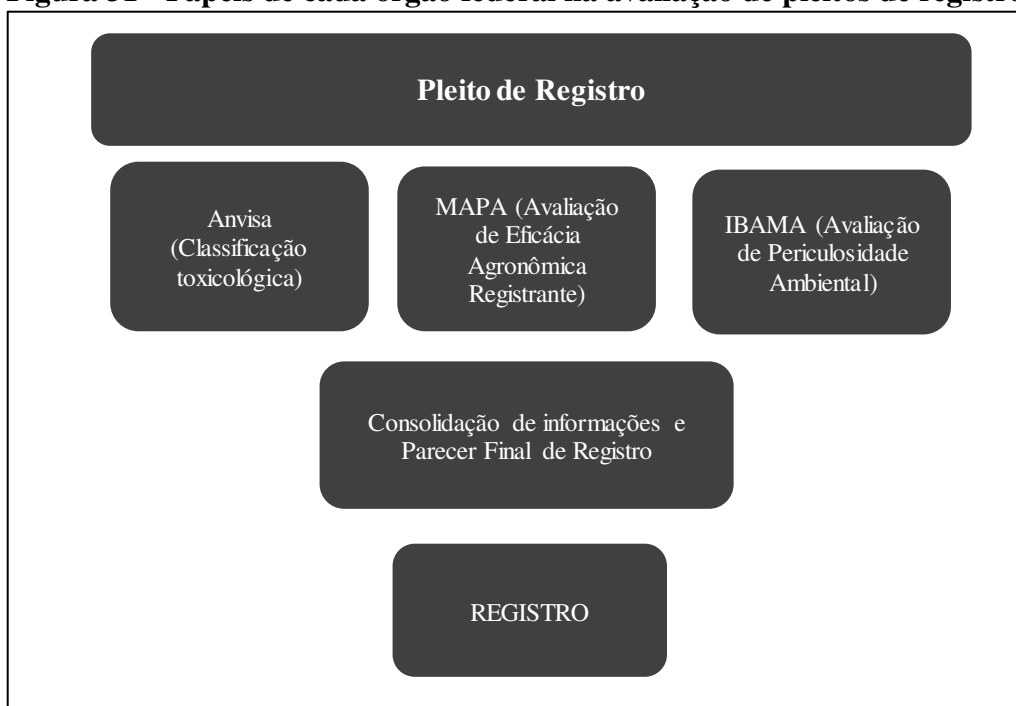 Pleito de Registro
Anvisa
(Classificação
toxicológica)
MAPA (Avaliação
de Eficácia
Agronômica
Registrante)
IBAMA (Avaliação
de Periculosidade
Ambiental)
Consolidação de informações e
Parecer Final de Registro
REGISTRO